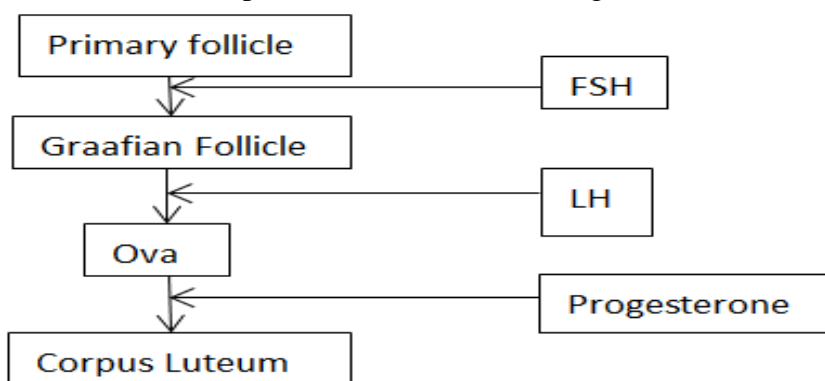 Primary follicle
FSH
Graafian Follicle
LH
Ova
Progesterone
Corpus Luteum